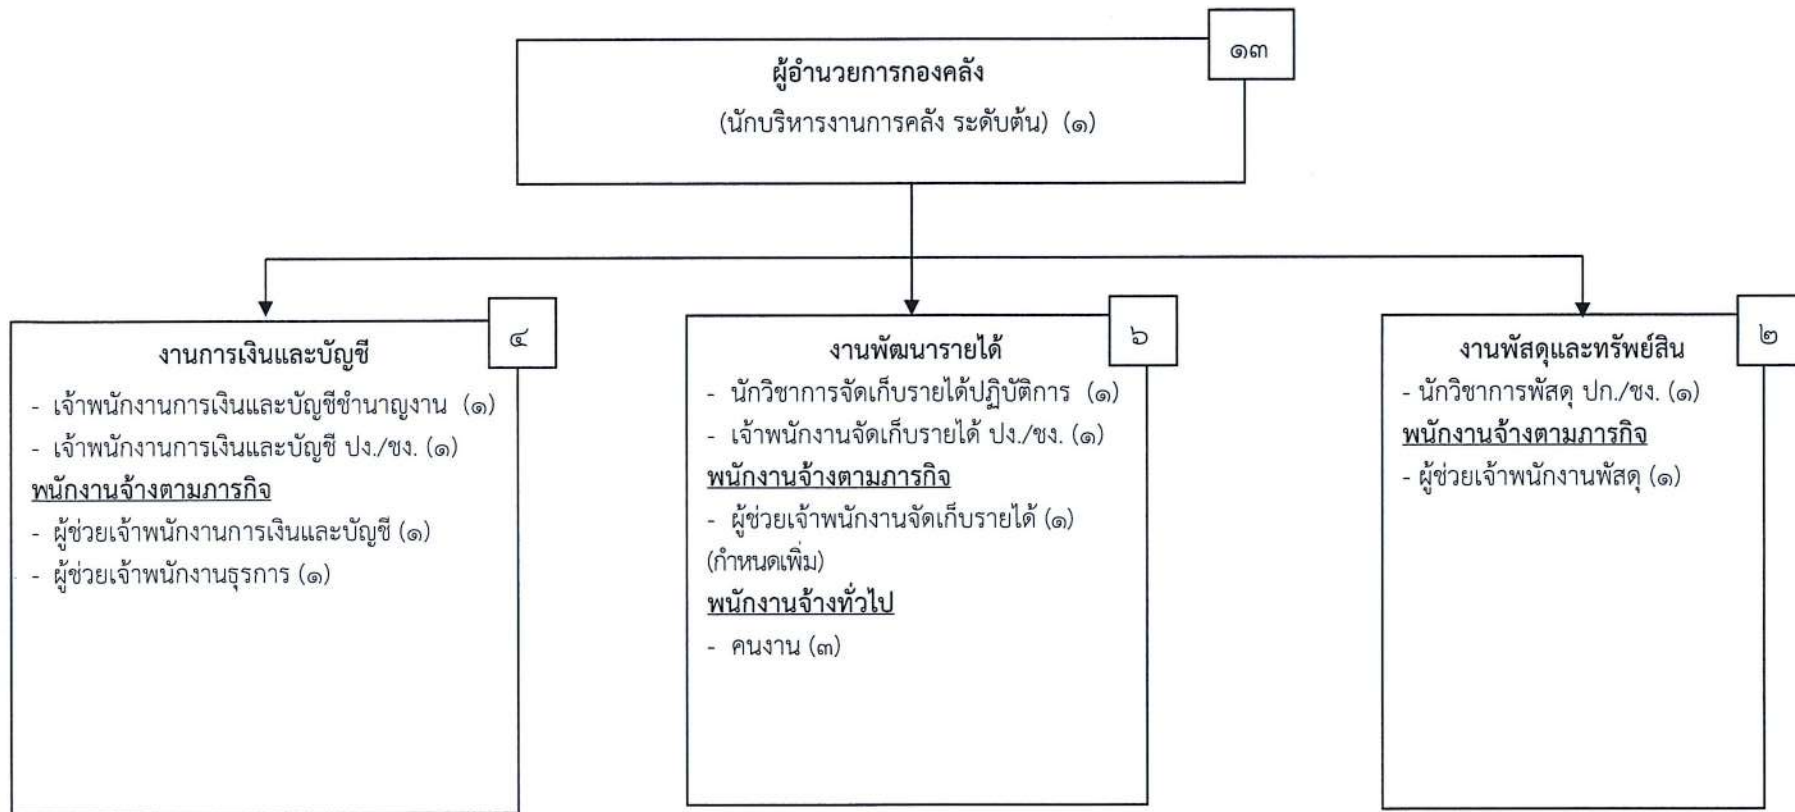 ๑๓
ผู้อำนวยการกองคลัง
(นักบริหารงานการคลัง ระดับต้น) (๑)
๔
งานการเงินและบัญชี
- เจ้าพนักงานการเงินและบัญชีชำนาญงาน (๑)
- เจ้าพนักงานการเงินและบัญชี ปง./ชง. (๑)
พนักงานจ้างตามภารกิจ
- ผู้ช่วยเจ้าพนักงานการเงินและบัญชี (๑)
- ผู้ช่วยเจ้าพนักงานธุรการ (๑)
๖
งานพัฒนารายได้
- นักวิชาการจัดเก็บรายได้ปฏิบัติการ (๑)
- เจ้าพนักงานจัดเก็บรายได้ ปง./ชง. (๑)
พนักงานจ้างตามภารกิจ
- ผู้ช่วยเจ้าพนักงานจัดเก็บรายได้ (๑)
(กำหนดเพิ่ม)
พนักงานจ้างทั่วไป
- คนงาน (๓)
๒
งานพัสดุและทรัพย์สิน
- นักวิชาการพัสดุ ปก./ชง. (๑)
พนักงานจ้างตามภารกิจ
- ผู้ช่วยเจ้าพนักงานพัสดุ (๑)